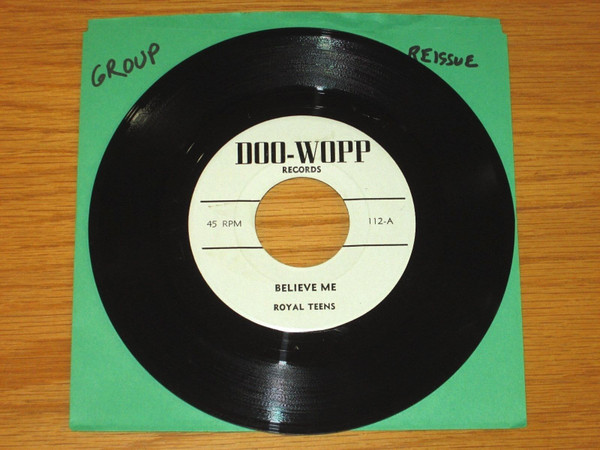 GROUP
REISSUE
DOO-WOPP
RECORDS
45 RPM
112-A
BELIEVE ME
ROYAL TEENS